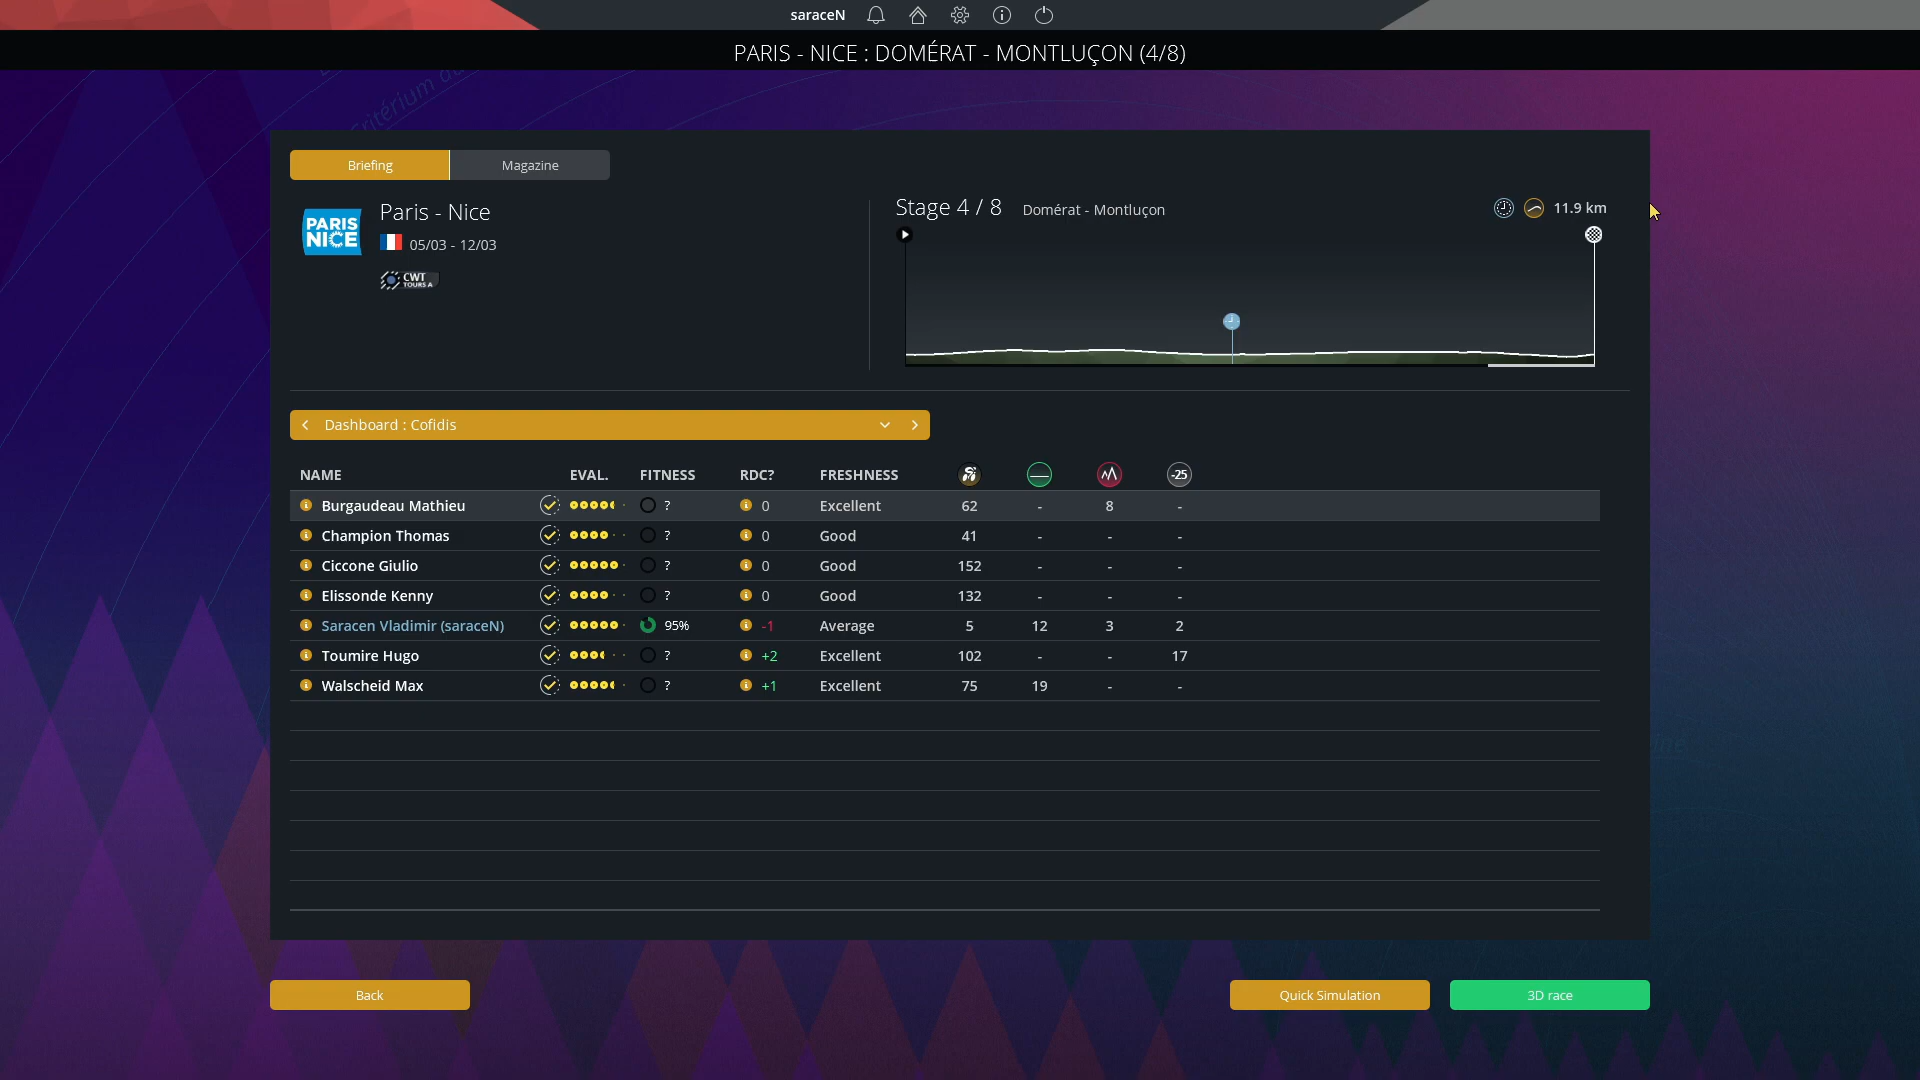 saraceN
PARIS - NICE : DOMÉRAT - MONTLUÇON (4/8)
Critérium du
Briefing Magazine
PARIS NICE
Paris - Nice
05/03 - 12/03
CWT TOURS A
Stage 4 / 8 Domérat - Montluçon 11.9 km
Dashboard : Cofidis
NAME EVAL. FITNESS RDC? FRESHNESS -25
Burgaudeau Mathieu ? 0 Excellent 62 - 8 -
Champion Thomas ? 0 Good 41 - - -
Ciccone Giulio ? 0 Good 152 - - -
Elissonde Kenny ? 0 Good 132 - - -
Saracen Vladimir (saraceN) 95% -1 Average 5 12 3 2
Toumire Hugo ? +2 Excellent 102 - - 17
Walscheid Max ? +1 Excellent 75 19 - -
Back Quick Simulation 3D race